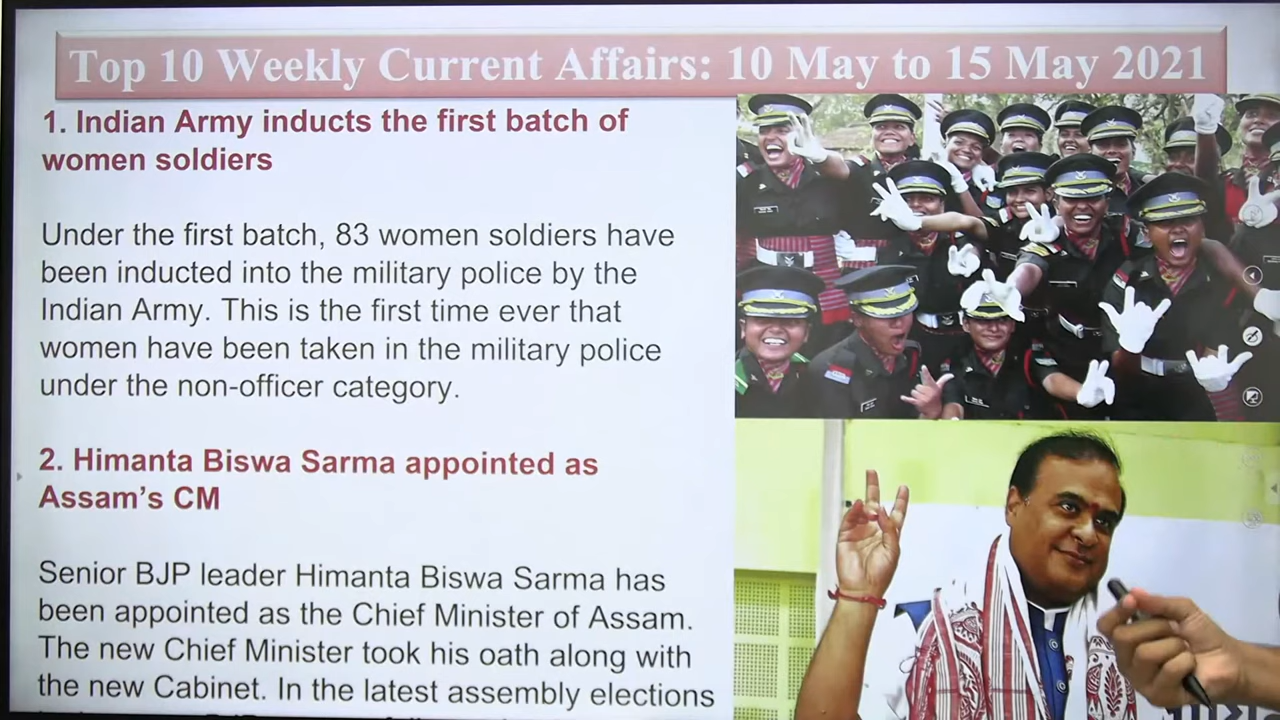 Top 10 Weekly Current Affairs: 10 May to 15 May 2021
1. Indian Army inducts the first batch of
women soldiers
Under the first batch, 83 women soldiers have
been inducted into the military police by the
Indian Army. This is the first time ever that
women have been taken in the military police
under the non-officer category.
2. Himanta Biswa Sarma appointed as
Assam's CM
Senior BJP leader Himanta Biswa Sarma has
been appointed as the Chief Minister of Assam.
The new Chief Minister took his oath along with
the new Cabinet. In the latest assembly elections